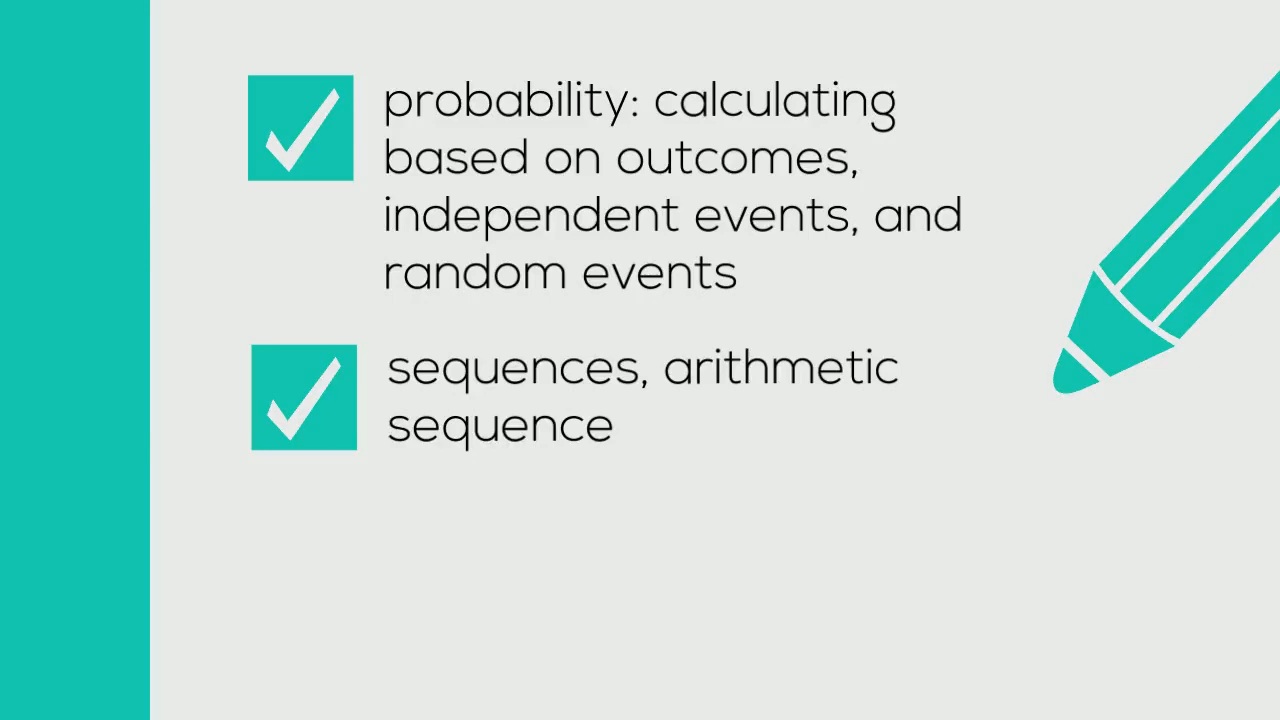 probability: calculating
based on outcomes,
independent events, and
random events
sequences, arithmetic
sequence